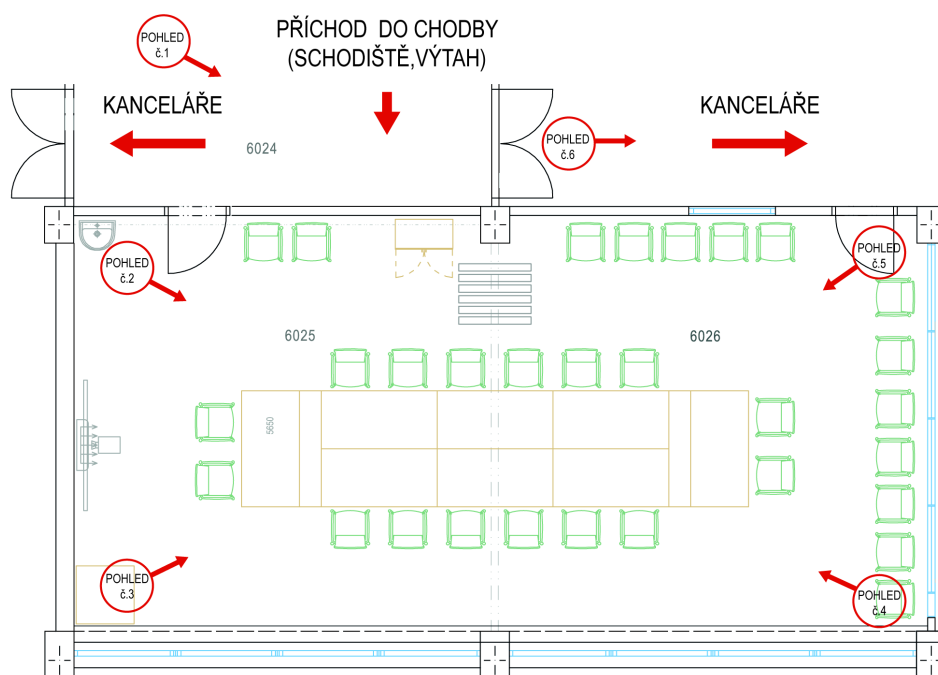 PŘÍCHOD DO CHODBY
(SCHODIŠTĚ,VÝTAH)
POHLED
č.1
KANCELÁŘE
KANCELÁŘE
6024
POHLED
č.6
POHLED
č.2
POHLED
č.5
6025
6026
5650
POHLED
č.3
POHLED
č.4